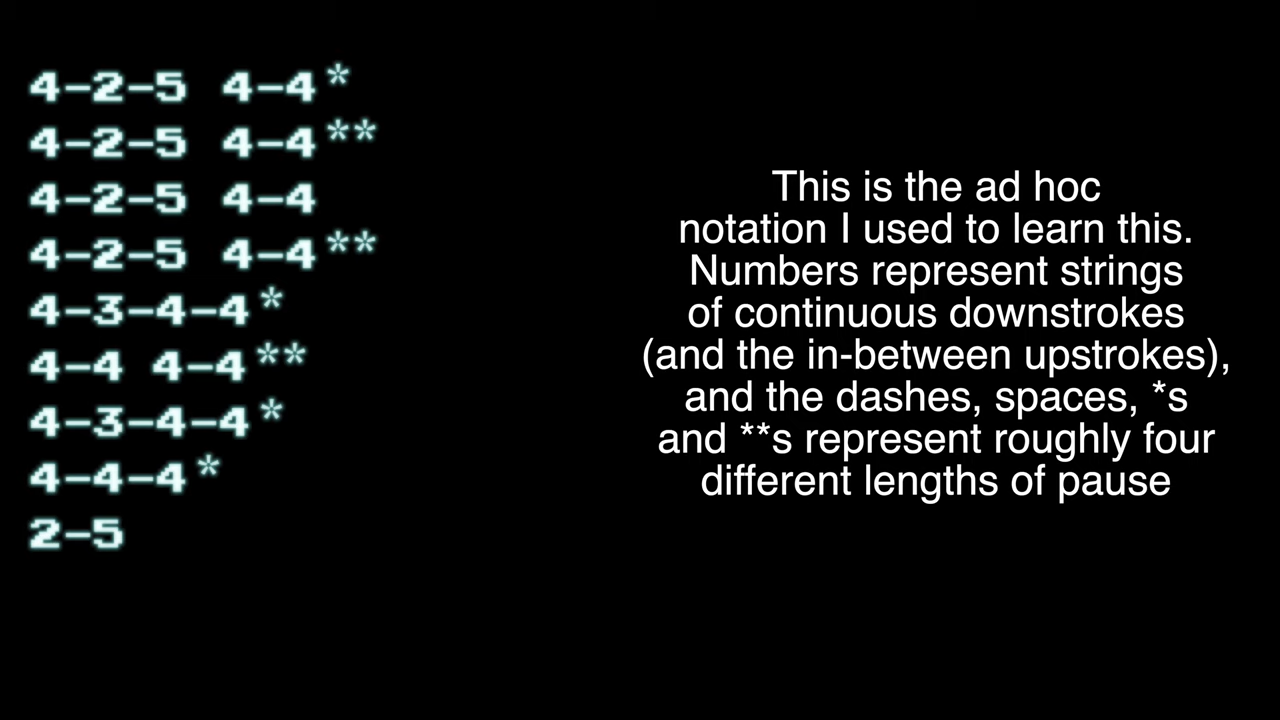 4-2-5 4-4*
4-2-5 4-4**
4-2-5 4-4
4-2-5 4-4**
4-3-4-4*
4-4 4-4**
4-3-4-4*
4-4-4*
2-5
This is the ad hoc
notation I used to learn this.
Numbers represent strings
of continuous downstrokes
(and the in-between upstrokes),
and the dashes, spaces, *s
and **s represent roughly four
different lengths of pause